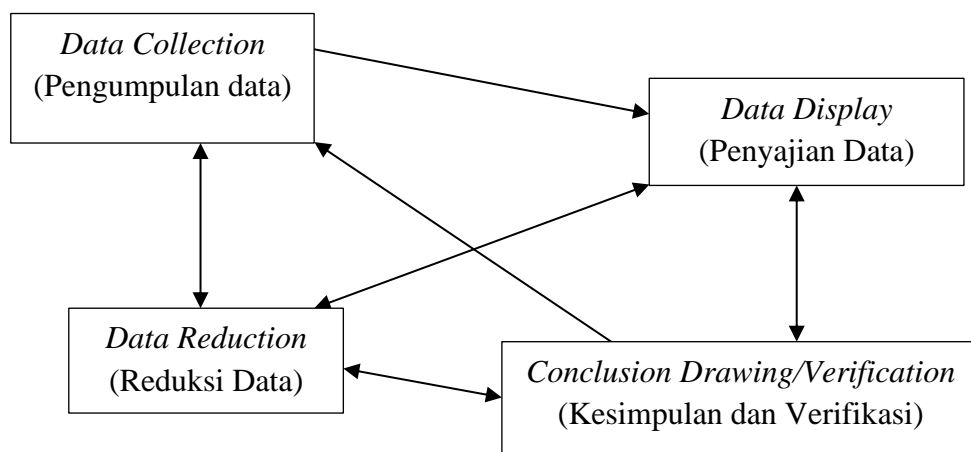 Data Collection
(Pengumpulan data)
Data Display
(Penyajian Data)
Data Reduction
(Reduksi Data)
Conclusion Drawing/Verification
(Kesimpulan dan Verifikasi)